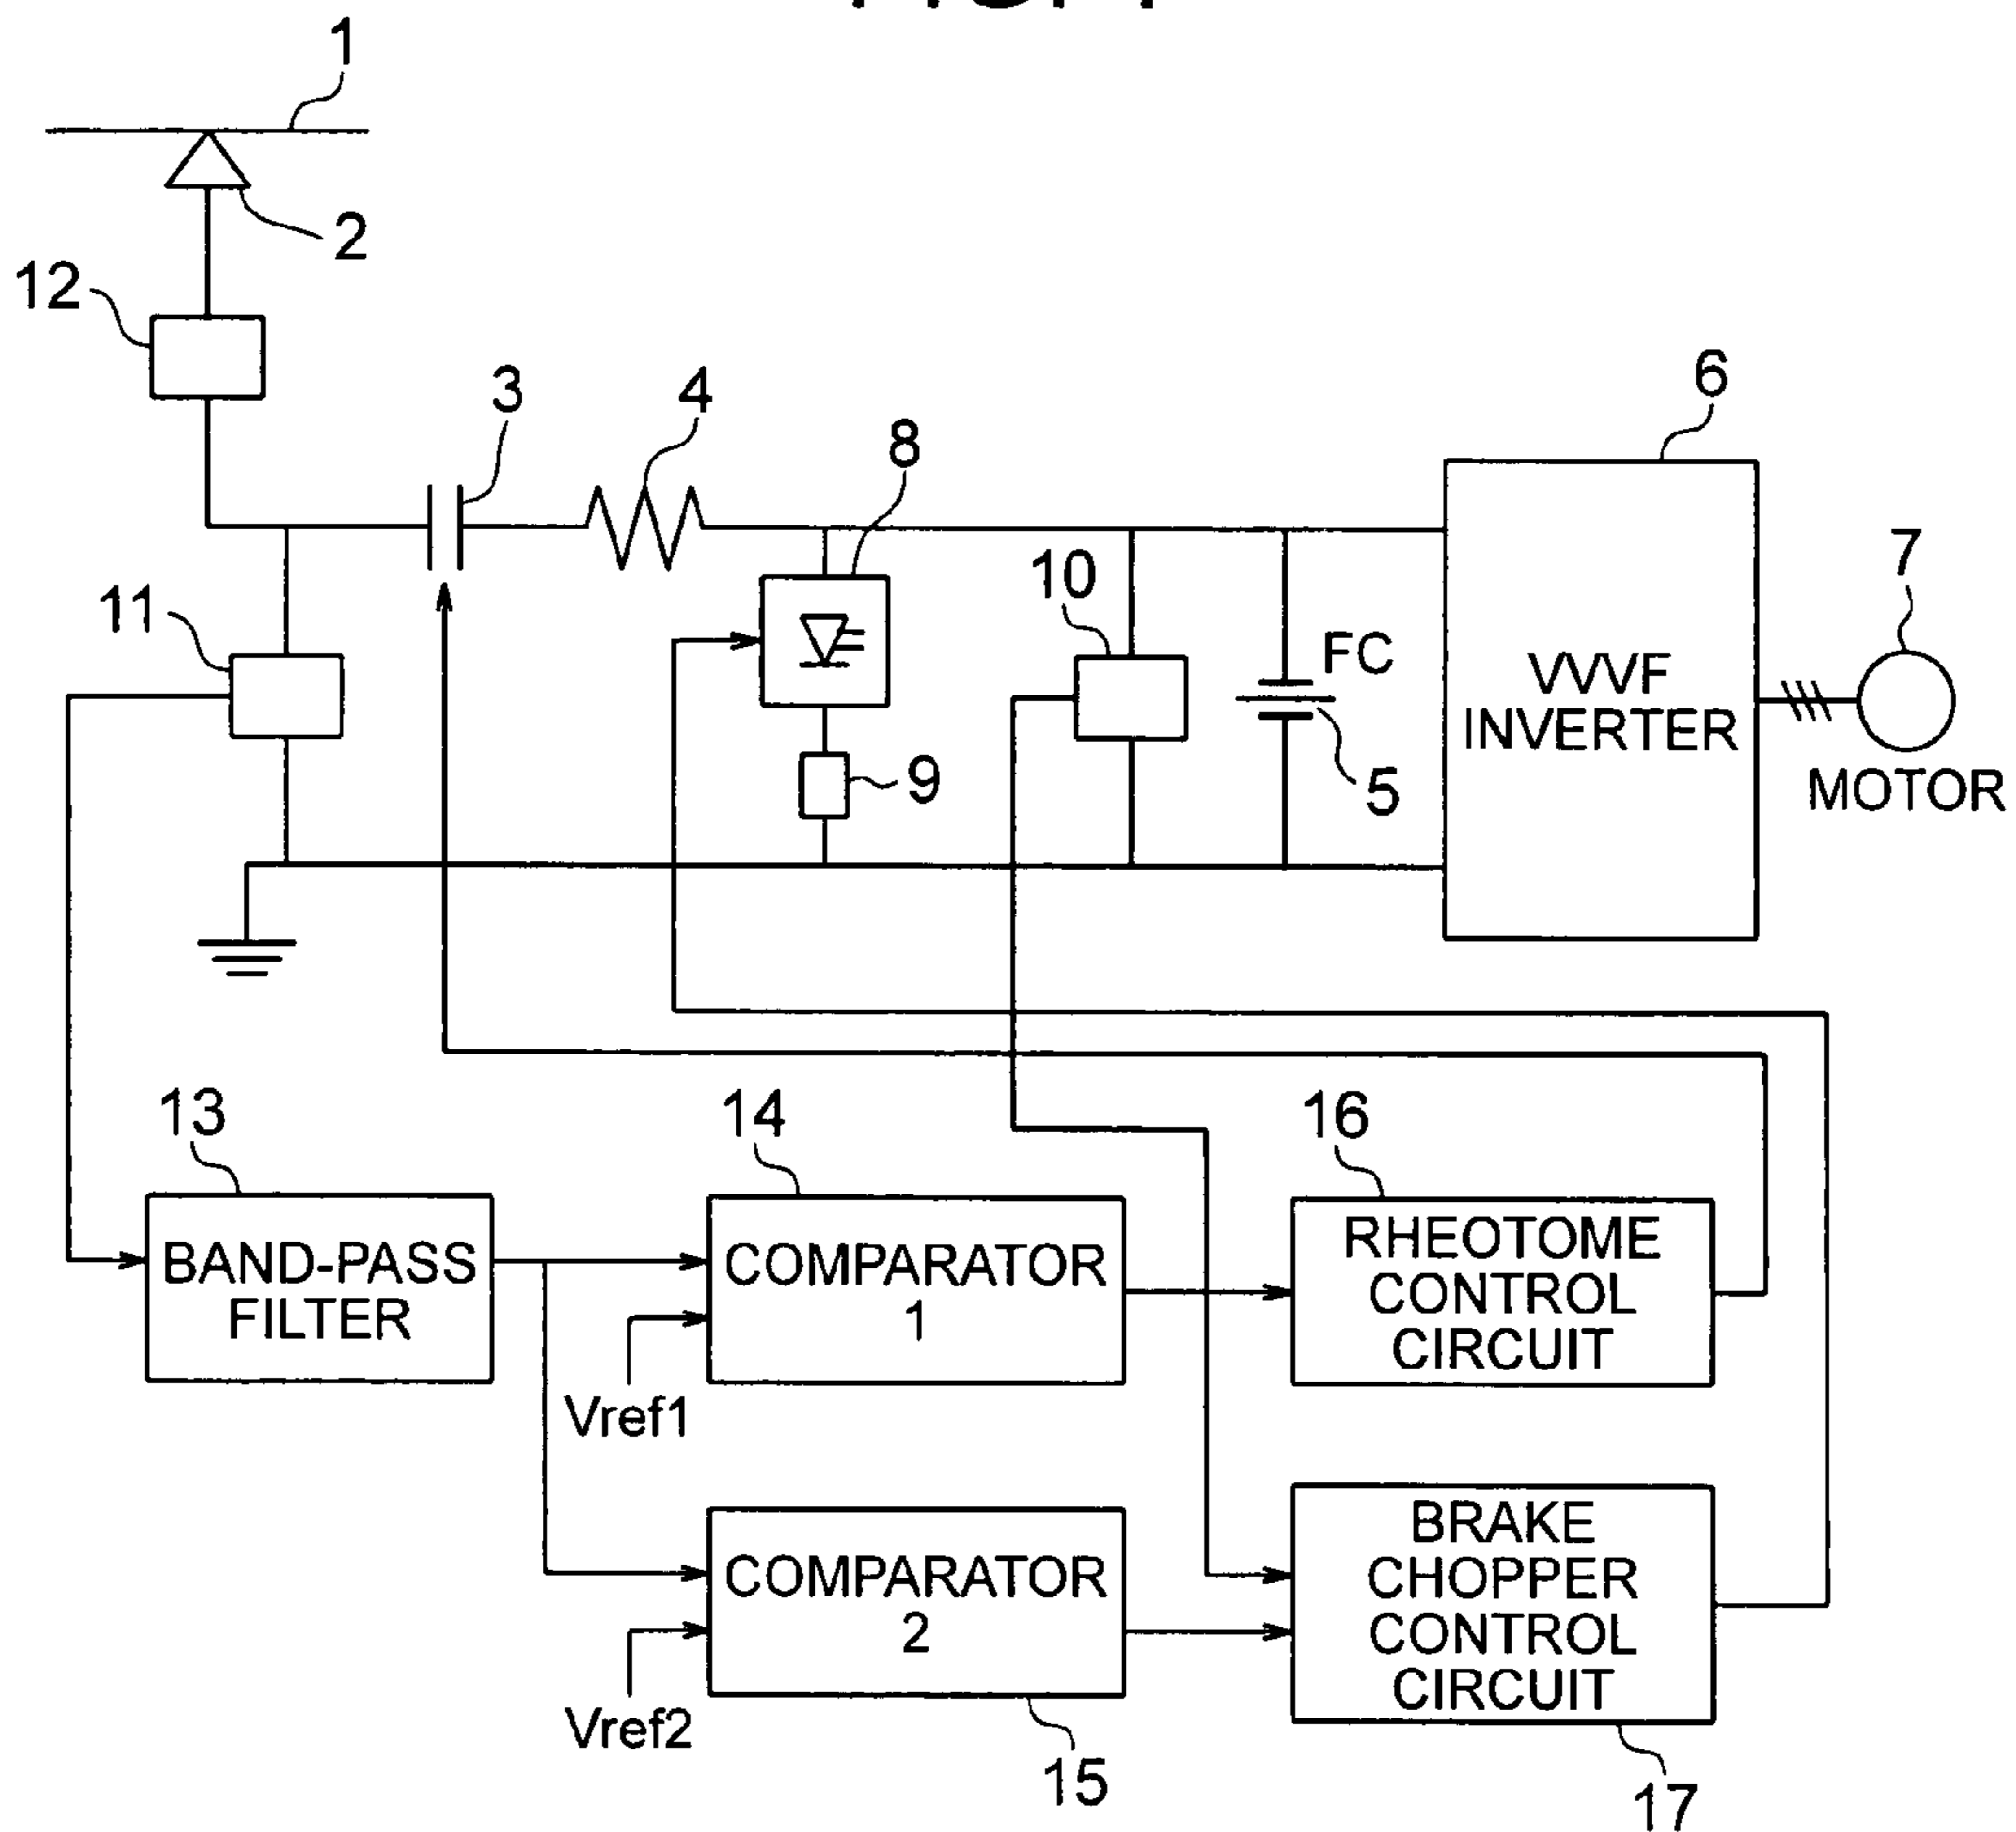 1
2
12
3
4
8
6
10
7
11
FC
VVVF
INVERTER
9
5
MOTOR
13
14
16
BAND-PASS
FILTER
COMPARATOR
1
RHEOTOME
CONTROL
CIRCUIT
Vref1
COMPARATOR
2
BRAKE
CHOPPER
CONTROL
CIRCUIT
Vref2
15
17